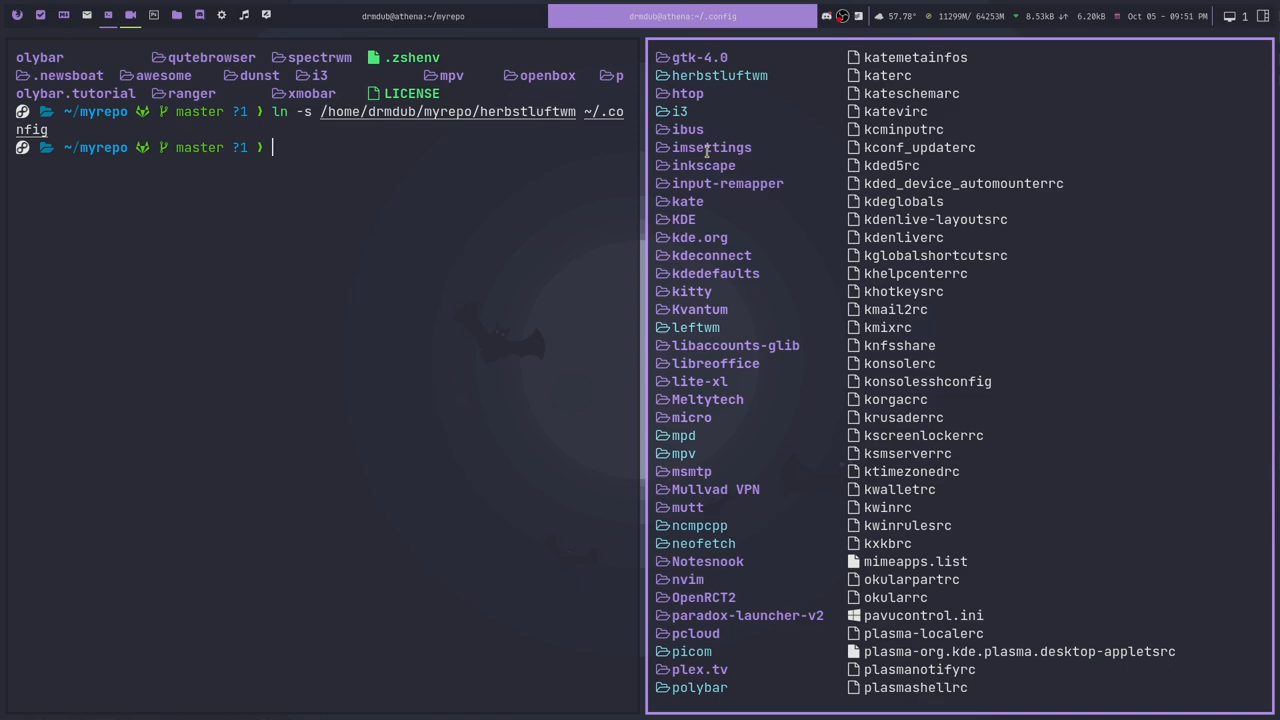 drmdub@athena:~/myrepo
drmdub@athena:~/.config
57.78° 11299M/ 64253M 8.53kB ↓↑ 6.20kB Oct 05 - 09:51 PM 1
olybar qutebrowser spectrwm .zshenv
.newsboat awesome dunst i3 mpv openbox p
olybar.tutorial ranger xmobar LICENSE
~/myrepo master ?1 ❯ ln -s /home/drmdub/myrepo/herbstluftwm ~/.co
nfig
~/myrepo master ?1 ❯
gtk-4.0 katemetainfos
herbstluftwm katerc
htop kateschemarc
i3 katevirc
ibus kcminputrc
imsettings kconf_updaterc
inkscape kded5rc
input-remapper kded_device_automounterrc
kate kdeglobals
KDE kdenlive-layoutsrc
kde.org kdenliverc
kdeconnect kglobalshortcutsrc
kdedefaults khelpcenterrc
kitty khotkeysrc
Kvantum kmail2rc
leftwm kmixrc
libaccounts-glib knfsshare
libreoffice konsolerc
lite-xl konsolesshconfig
Meltytech korgacrc
micro krusaderrc
mpd kscreenlockerrc
mpv ksmserverrc
msmtp ktimezonedrc
Mullvad VPN kwalletrc
mutt kwinrc
ncmpcpp kwinrulesrc
neofetch kxkbrc
Notesnook mimeapps.list
nvim okularpartrc
OpenRCT2 okularrc
paradox-launcher-v2 pavucontrol.ini
pcloud plasma-localerc
picom plasma-org.kde.plasma.desktop-appletsrc
plex.tv plasmanotifyrc
polybar plasmashellrc